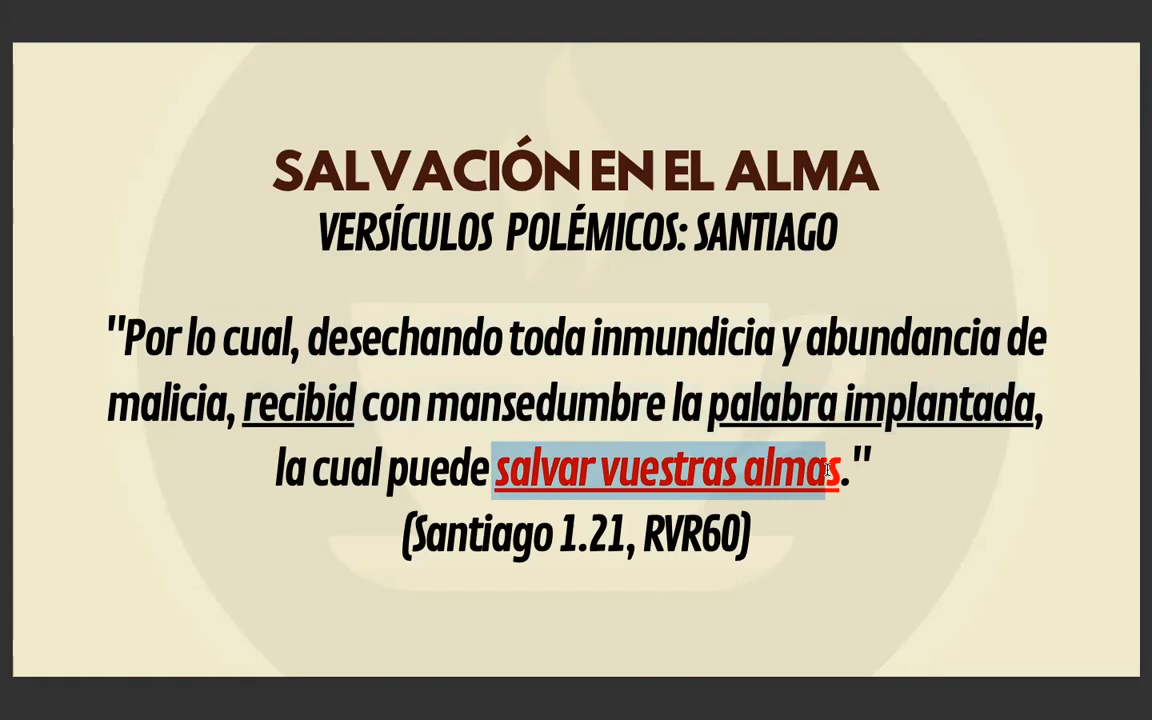 SALVACIÓN EN EL ALMA
VERSÍCULOS POLÉMICOS: SANTIAGO
"Por lo cual, desechando toda inmundicia y abundancia de
malicia, recibid con mansedumbre la palabra implantada,
la cual puede salvar vuestras almas."
(Santiago 1.21, RVR60)